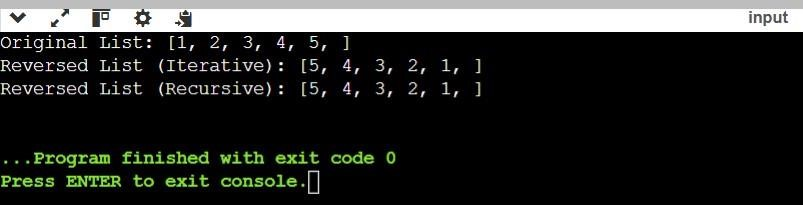 input
Original List: [1, 2, 3, 4, 5, ]
Reversed List (Iterative): [5, 4, 3, 2, 1, ]
Reversed List (Recursive): [5, 4, 3, 2, 1, ]
...Program finished with exit code 0
Press ENTER to exit console.